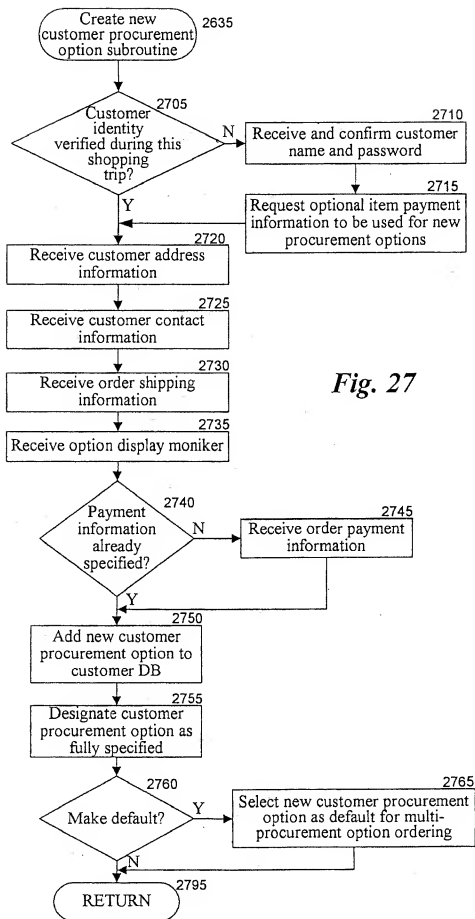 Create new
customer procurement
option subroutine
2635
2705
Customer
identity
verified during this
shopping
trip?
N
Y
2710
Receive and confirm customer
name and password
2715
Request optional item payment
information to be used for new
procurement options
2720
Receive customer address
information
2725
Receive customer contact
information
2730
Receive order shipping
information
Fig. 27
2735
Receive option display moniker
2740
Payment
information
already
specified?
N
Y
2745
Receive order payment
information
2750
Add new customer
procurement option to
customer DB
2755
Designate customer
procurement option as
fully specified
2760
Make default?
Y
N
2765
Select new customer procurement
option as default for multi-
procurement option ordering
RETURN
2795